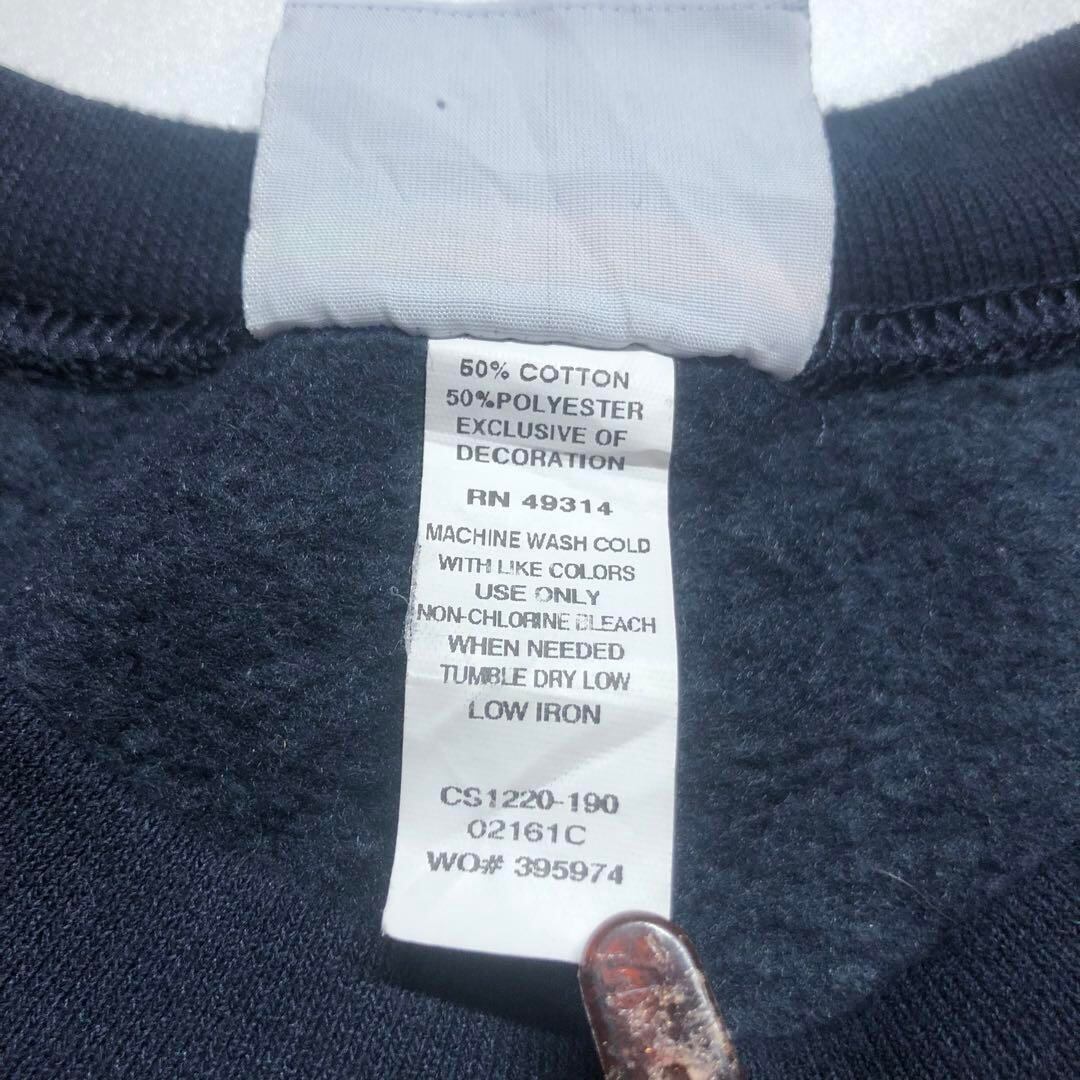 50% COTTON
50%POLYESTER
EXCLUSIVE OF
DECORATION
RN 49314
MACHINE WASH COLD
WITH LIKE COLORS
USE ONLY
NON-CHLORINE BLEACH
WHEN NEEDED
TUMBLE DRY LOW
LOW IRON
CS1220-190
02161C
WO# 395974